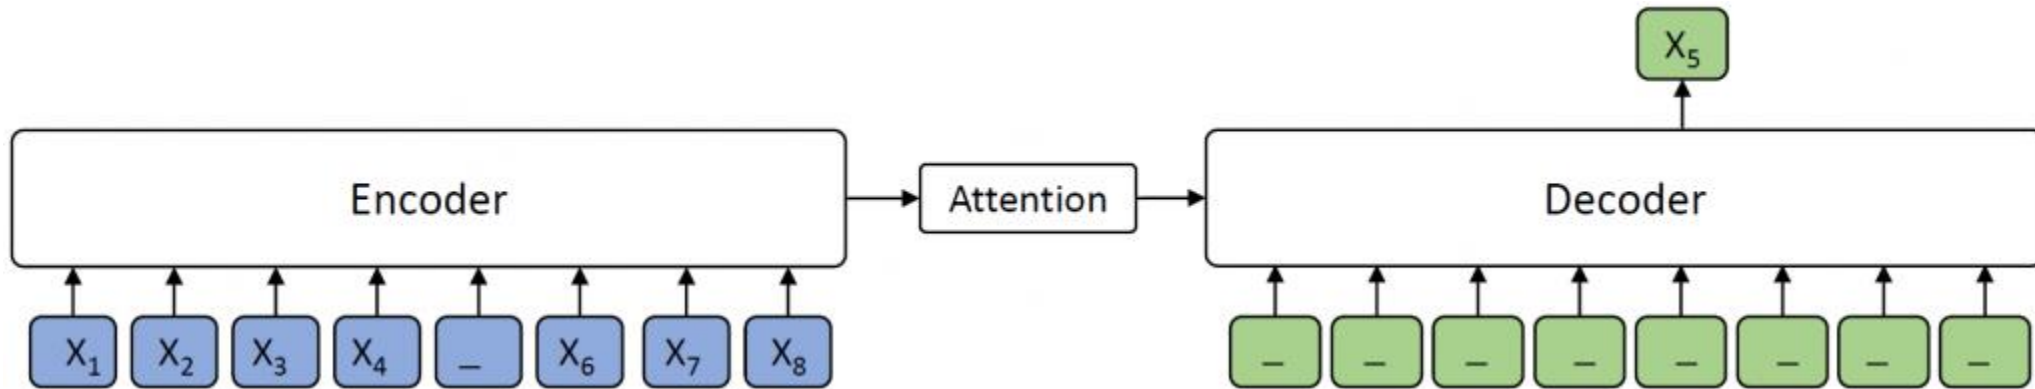 X₅
Encoder
Attention
Decoder
X₁ X₂ X₃ X₄ _ X₆ X₇ X₈
_ _ _ _ _ _ _ _